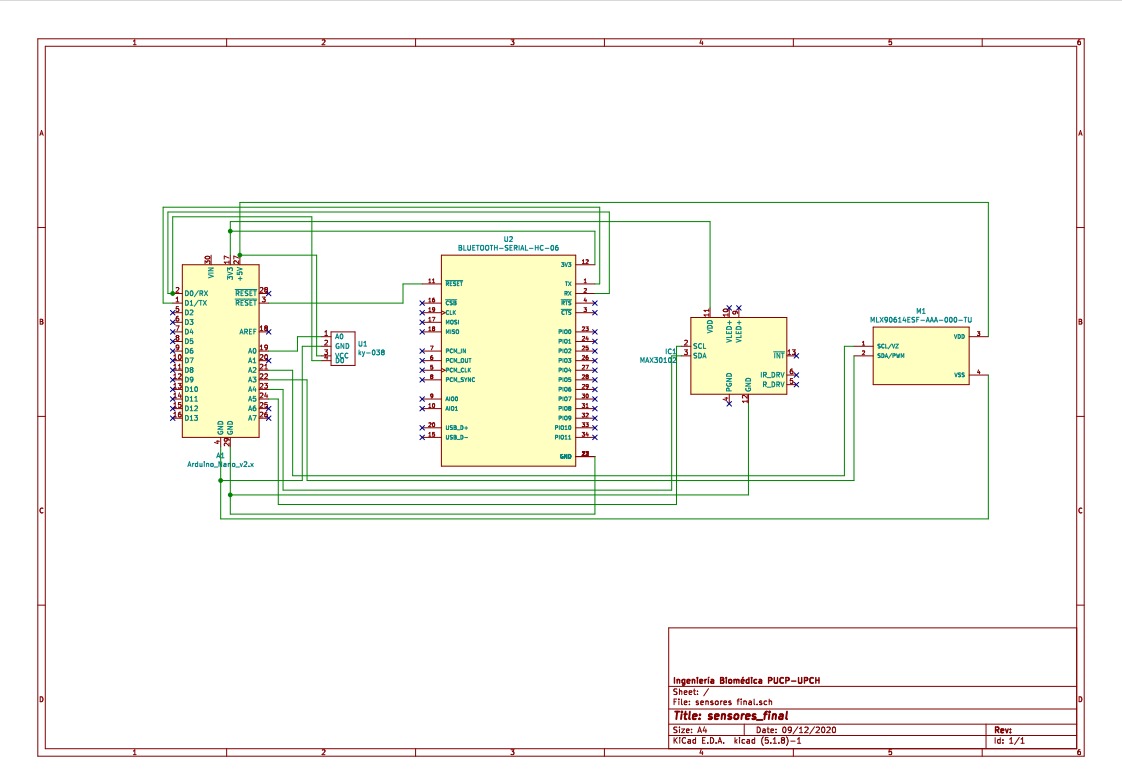 1 2 3 4 5 6
A A
U2
BLUETOOTH-SERIAL-HC-06
30 17 27
VIN 3V3 +5V
3V3 12
2 D0/RX RESET 28
1 D1/TX RESET 3
5 D2
6 D3
7 D4 AREF 18
8 D5
9 D6 A0 19
10 D7 A1 20
11 D8 A2 21
12 D9 A3 22
13 D10 A4 23
14 D11 A5 24
15 D12 A6 25
16 D13 A7 26
GND GND
4 29
A1
Arduino_Nano_v2.x
1 A0
2 GND
3 VCC
D0
U1
ky-038
11 RESET TX 1
RX 2
CSB RTS 4
19 CLK CTS 3
17 MOSI
18 MISO PIO0 23
PIO1 24
7 PCM_IN PIO2 25
6 PCM_OUT PIO3 26
5 PCM_CLK PIO4 27
8 PCM_SYNC PIO5 28
PIO6 29
9 AIO0 PIO7 30
10 AIO1 PIO8 31
PIO9 32
20 USB_D+ PIO10 33
15 USB_D- PIO11 34
GND
B B
IC1
MAX30102
11 10 9
VDD VLED+ VLED+
2 SCL
3 SDA INT 13
IR_DRV 6
R_DRV 5
PGND GND
4 12
M1
MLX90614ESF-AAA-000-TU
VDD 3
1 SCL/VZ
2 SDA/PWM
VSS 4
C C
D D
Ingeniería Biomédica PUCP-UPCH
Sheet: /
File: sensores final.sch
Title: sensores_final
Size: A4 Date: 09/12/2020 Rev:
KiCad E.D.A. kicad (5.1.8)-1 Id: 1/1
1 2 3 4 5 6